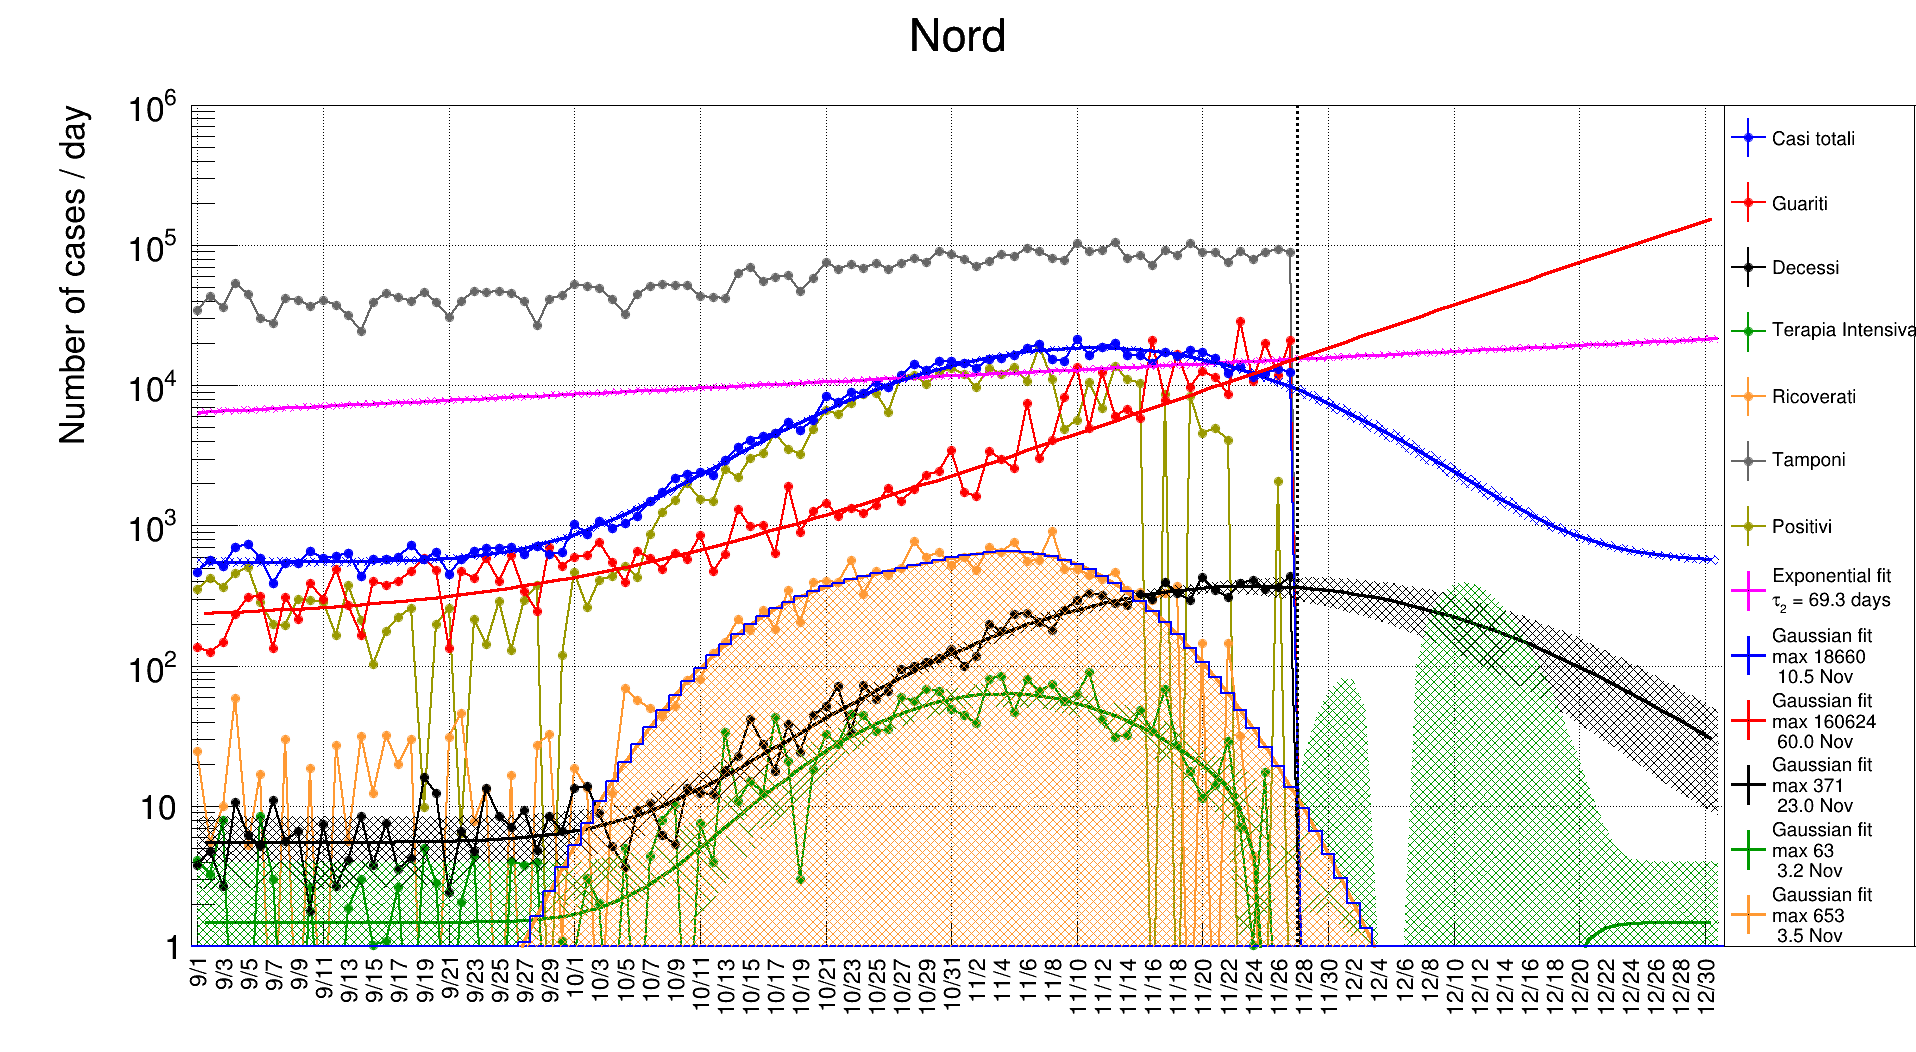 Nord
Number of cases / day
10^6
10^5
10^4
10^3
10^2
10
1
9/1
9/3
9/5
9/7
9/9
9/11
9/13
9/15
9/17
9/19
9/21
9/23
9/25
9/27
9/29
10/1
10/3
10/5
10/7
10/9
10/11
10/13
10/15
10/17
10/19
10/21
10/23
10/25
10/27
10/29
10/31
11/2
11/4
11/6
11/8
11/10
11/12
11/14
11/16
11/18
11/20
11/22
11/24
11/26
11/28
11/30
12/2
12/4
12/6
12/8
12/10
12/12
12/14
12/16
12/18
12/20
12/22
12/24
12/26
12/28
12/30
Casi totali
Guariti
Decessi
Terapia Intensiva
Ricoverati
Tamponi
Positivi
Exponential fit
τ₂ = 69.3 days
Gaussian fit
max 18660
10.5 Nov
Gaussian fit
max 160624
60.0 Nov
Gaussian fit
max 371
23.0 Nov
Gaussian fit
max 63
3.2 Nov
Gaussian fit
max 653
3.5 Nov